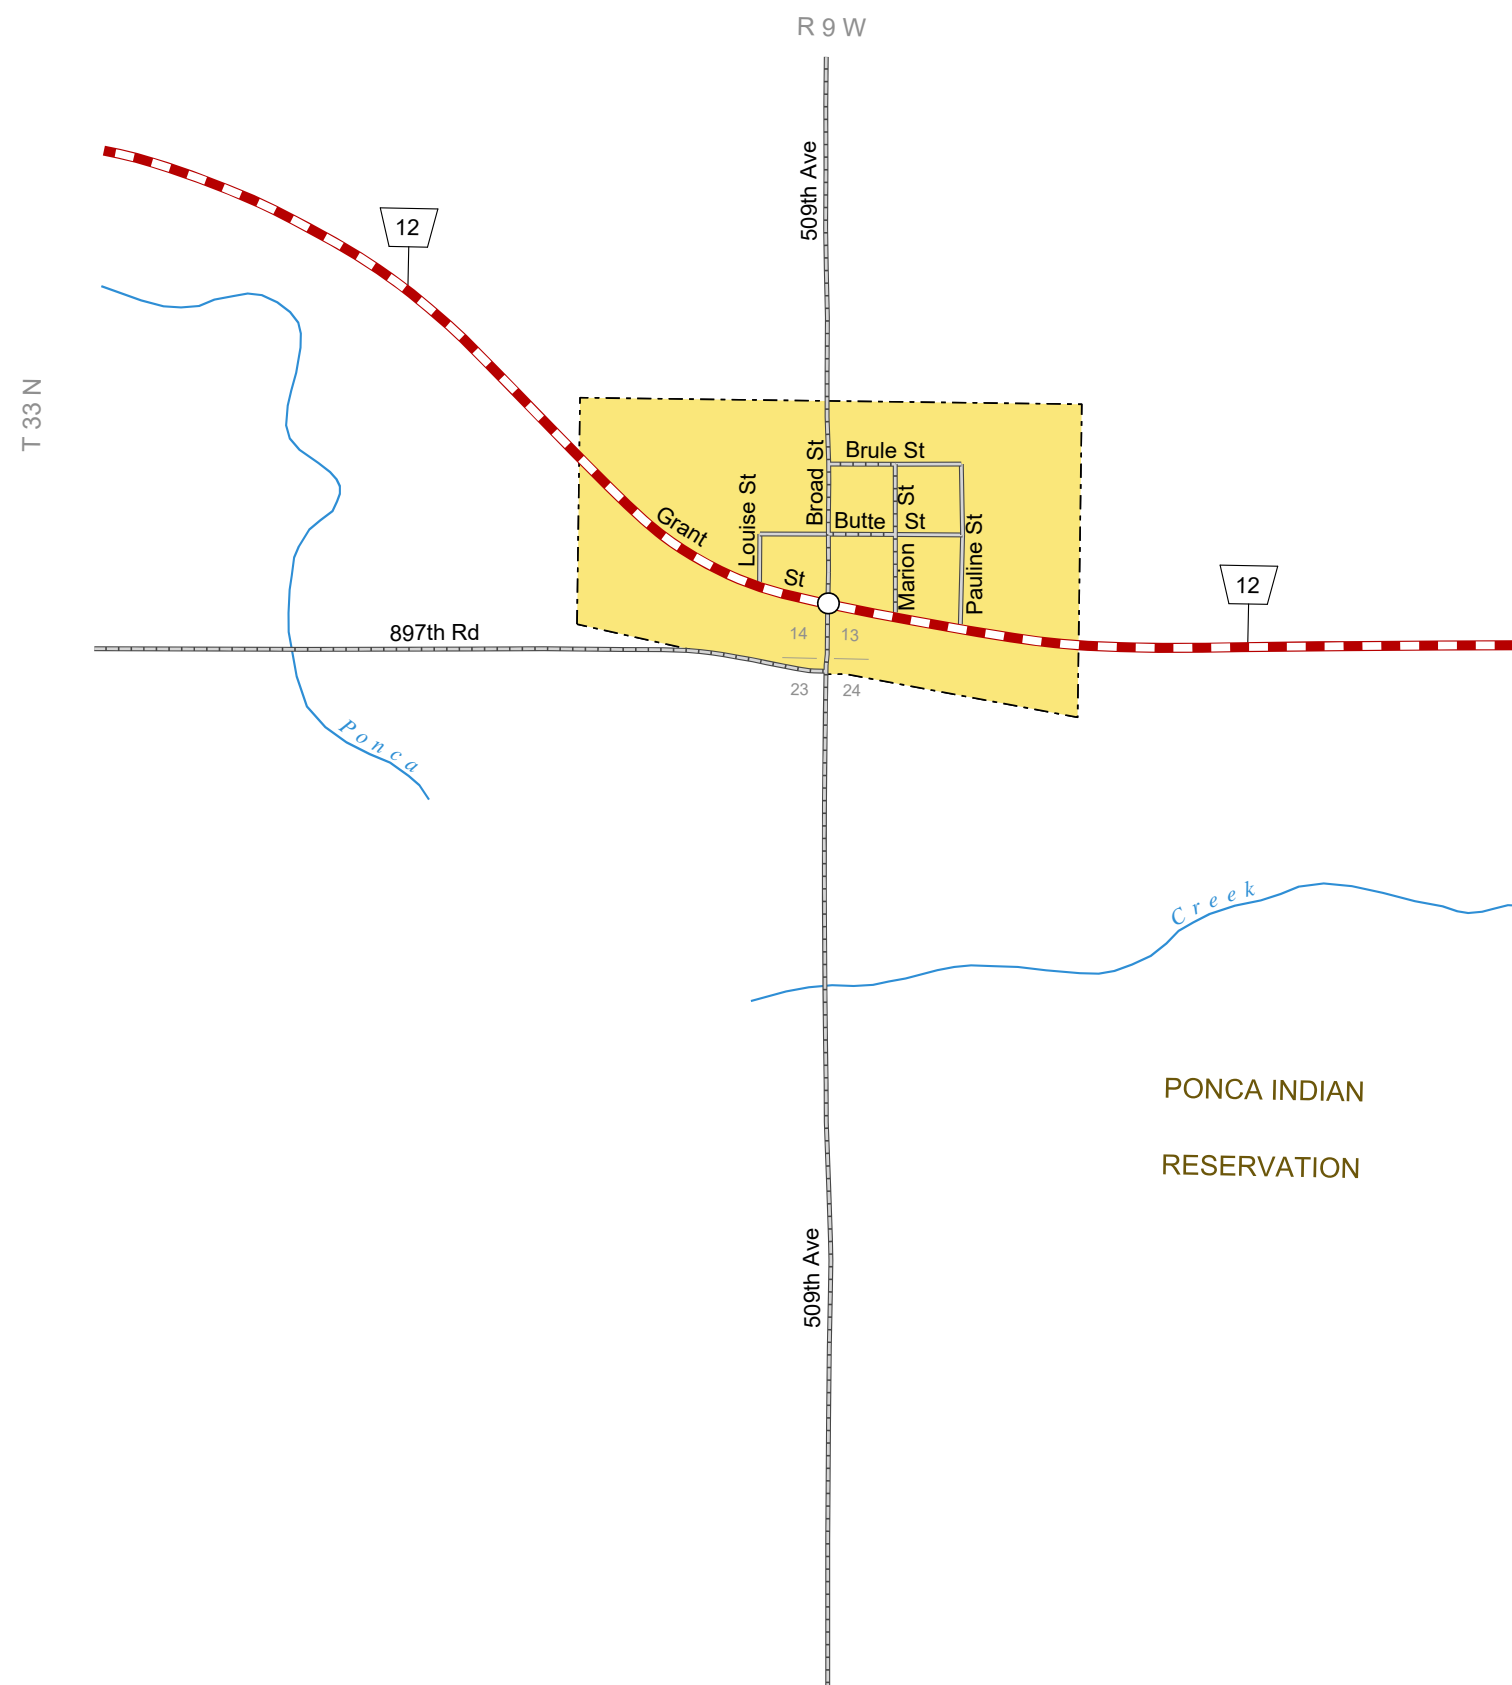 R 9 W
509th Ave
12
T 33 N
Broad St
Brule St
Louise St
Marion St
Butte St
Pauline St
Grant St
12
14
13
897th Rd
23
24
Ponca
Creek
PONCA INDIAN
RESERVATION
509th Ave